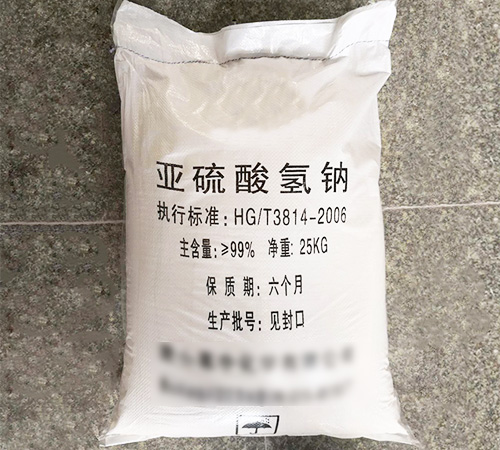 亚硫酸氢钠
执行标准: HG/T3814-2006
主含量: ≥99% 净重: 25KG
保质期: 六个月
生产批号: 见封口